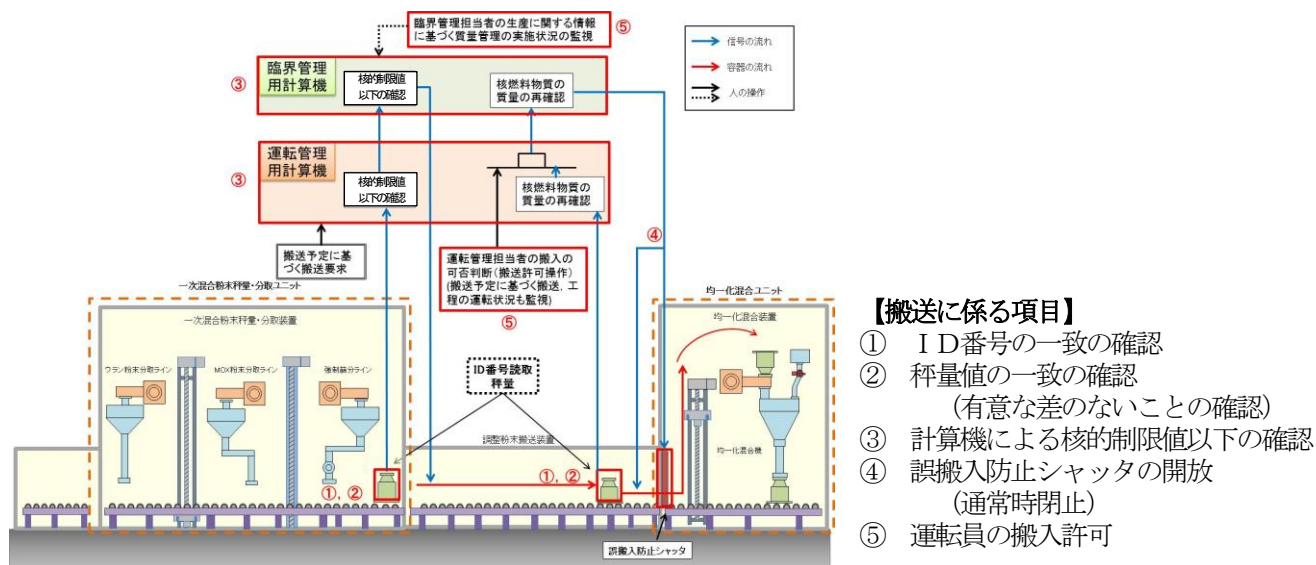 臨界管理担当者の生産に関する情報
に基づく質量管理の実施状況の監視
⑤
信号の流れ
容器の流れ
人の操作
③
臨界管理
用計算機
核的制限値
以下の確認
核燃料物質の
質量の再確認
③
運転管理
用計算機
核的制限値
以下の確認
核燃料物質の
質量の再確認
④
搬送予定に基
づく搬送要求
運転管理担当者の搬入の
可否判断(搬送許可操作)
(搬送予定に基づく搬送、工
程の運転状況も監視)
⑤
一次混合粉末秤量・分取ユニット
一次混合粉末秤量・分取装置
ウラン粉末分取ライン
MOX粉末分取ライン
強制篩分ライン
ID番号読取
秤量
調整粉末搬送装置
①, ②
①, ②
均一化混合ユニット
均一化混合装置
均一化混合機
誤搬入防止シャッタ
【搬送に係る項目】
① ID番号の一致の確認
② 秤量値の一致の確認
(有意な差のないことの確認)
③ 計算機による核的制限値以下の確認
④ 誤搬入防止シャッタの開放
(通常時閉止)
⑤ 運転員の搬入許可